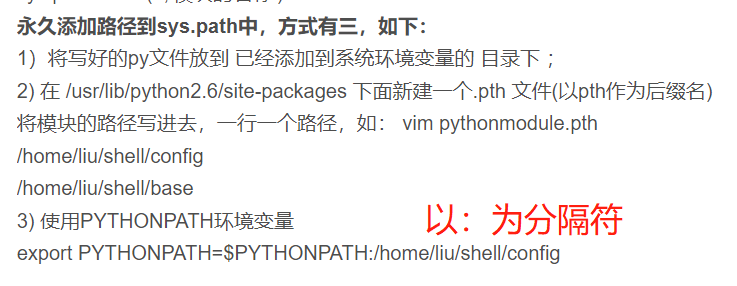 永久添加路径到sys.path中，方式有三，如下：
1）将写好的py文件放到 已经添加到系统环境变量的 目录下 ；
2) 在 /usr/lib/python2.6/site-packages 下面新建一个.pth 文件(以pth作为后缀名)
将模块的路径写进去，一行一个路径，如： vim pythonmodule.pth
/home/liu/shell/config
/home/liu/shell/base
3) 使用PYTHONPATH环境变量
以：为分隔符
export PYTHONPATH=$PYTHONPATH:/home/liu/shell/config